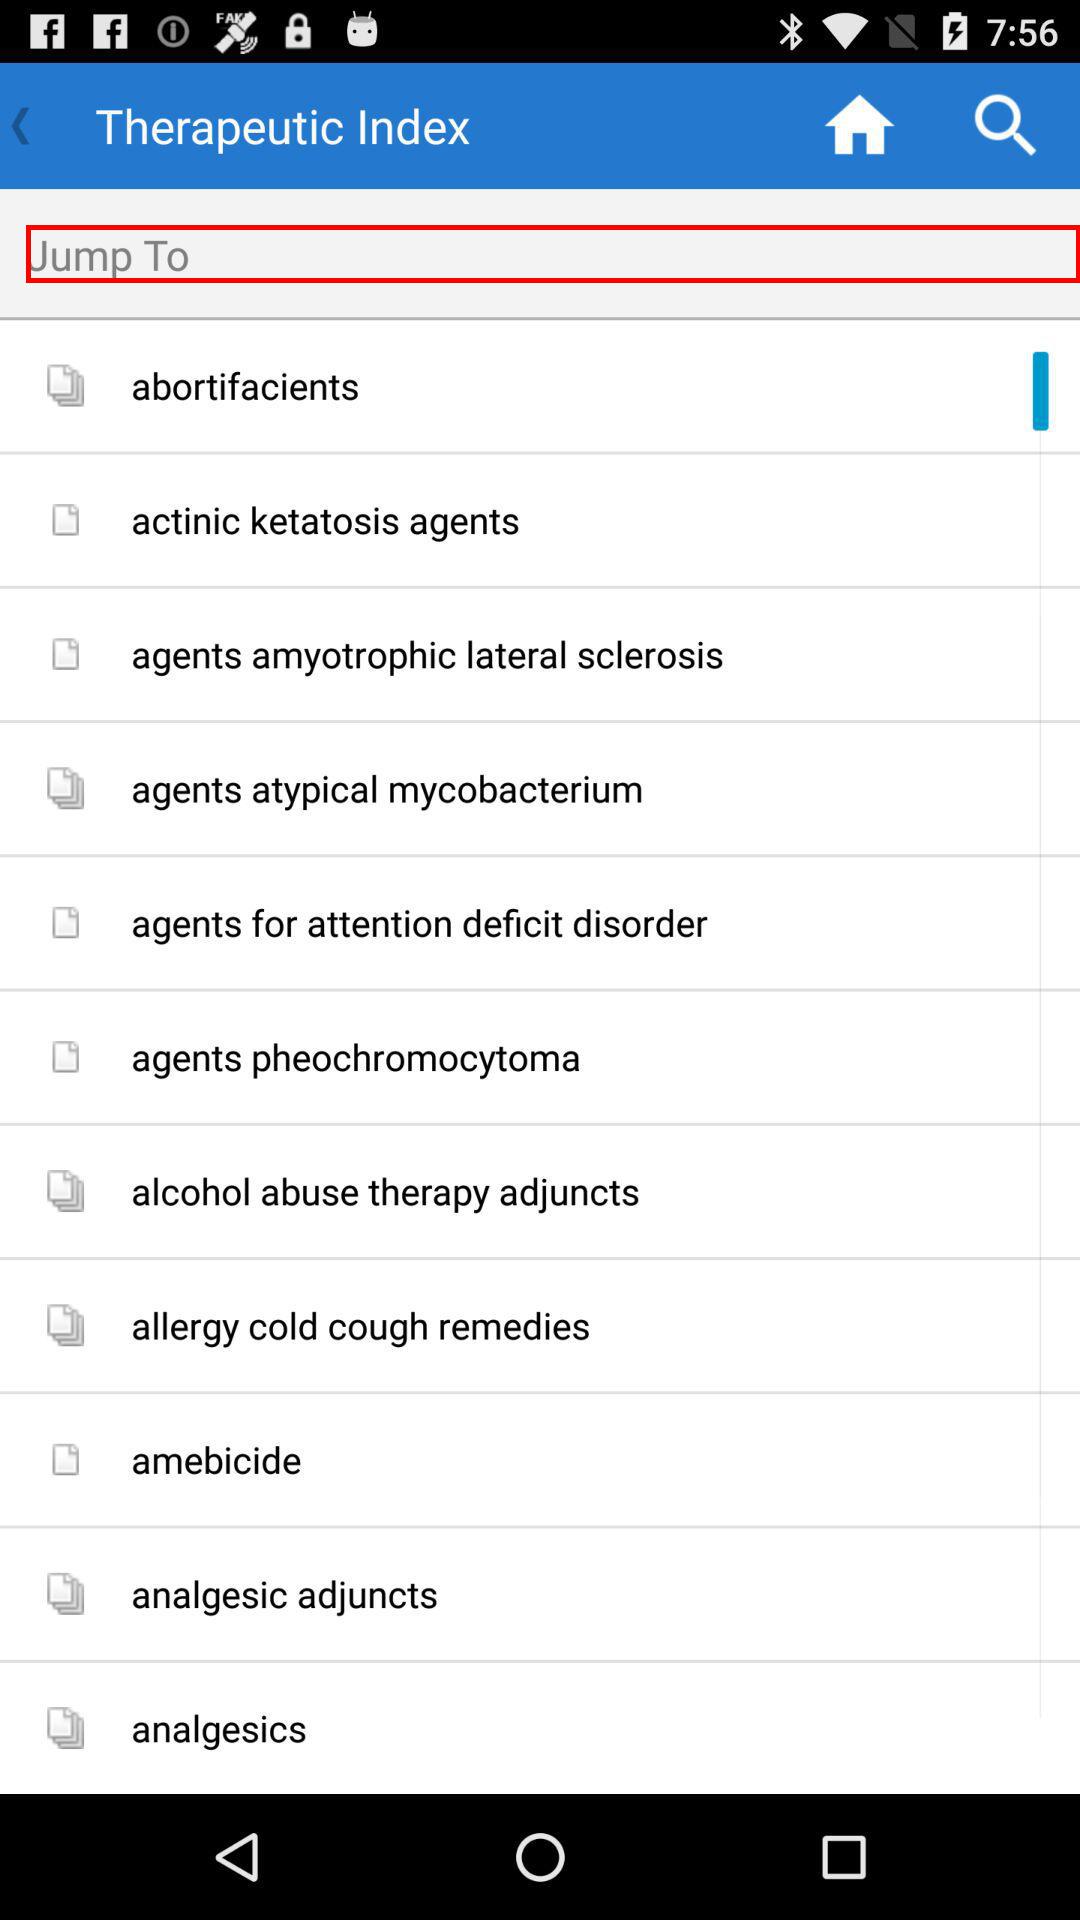 FAKE
7:56
Therapeutic Index
Jump To
abortifacients
actinic ketatosis agents
agents amyotrophic lateral sclerosis
agents atypical mycobacterium
agents for attention deficit disorder
agents pheochromocytoma
alcohol abuse therapy adjuncts
allergy cold cough remedies
amebicide
analgesic adjuncts
analgesics